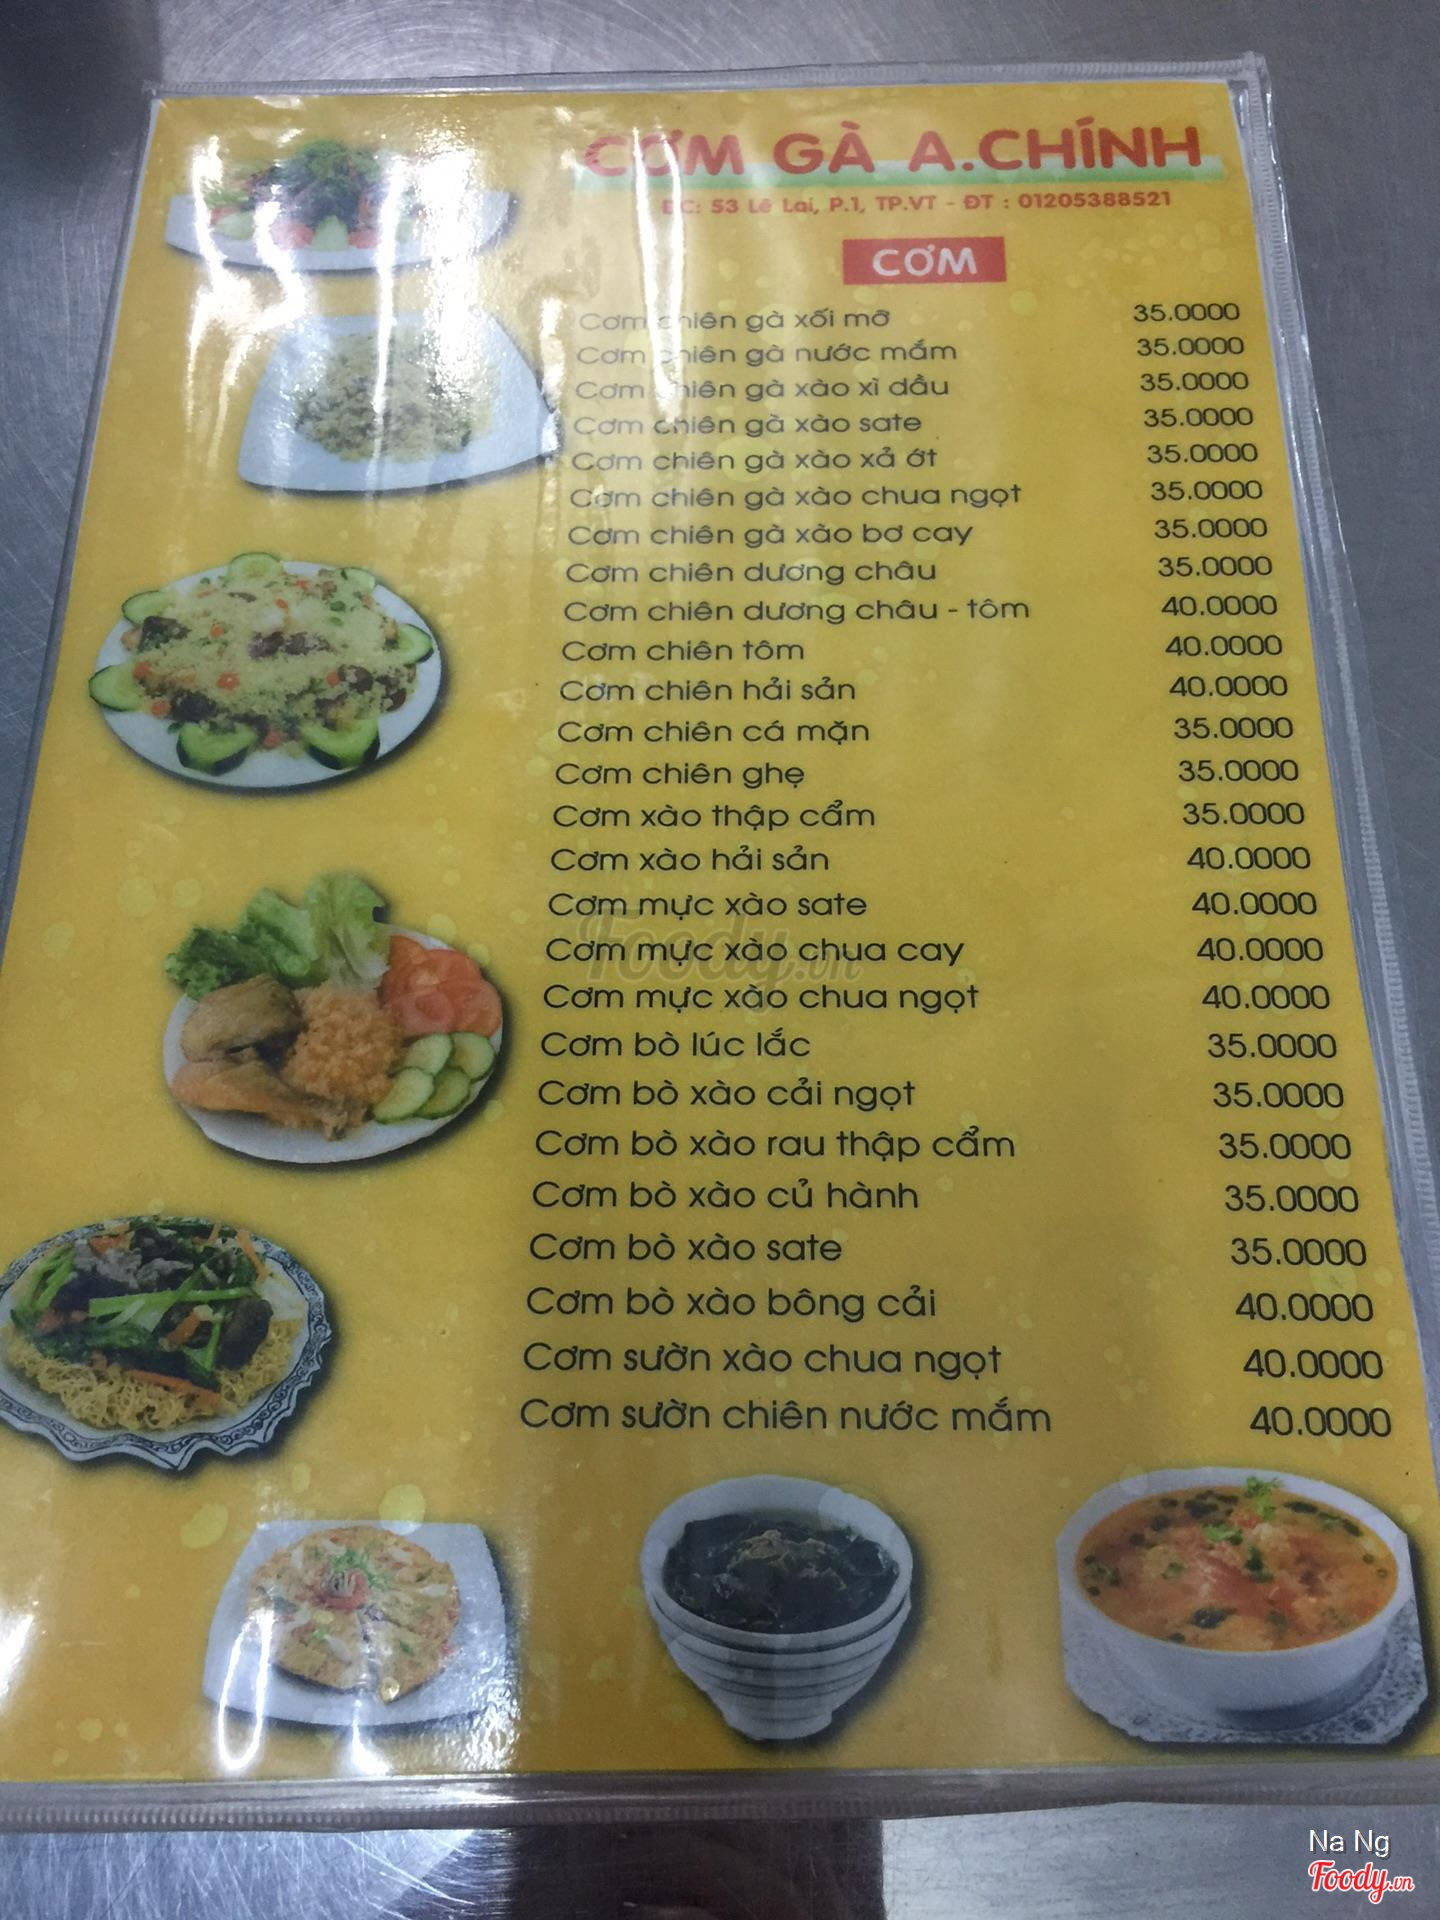 CƠM GÀ A.CHÍNH
ĐC: 53 Lê Lai, P.1, TP.VT - ĐT : 01205388521
CƠM
Cơm chiên gà xối mỡ 35.0000
Cơm chiên gà nước mắm 35.0000
Cơm chiên gà xào xì dầu 35.0000
Cơm chiên gà xào sate 35.0000
Cơm chiên gà xào xả ớt 35.0000
Cơm chiên gà xào chua ngọt 35.0000
Cơm chiên gà xào bơ cay 35.0000
Cơm chiên dương châu 35.0000
Cơm chiên dương châu - tôm 40.0000
Cơm chiên tôm 40.0000
Cơm chiên hải sản 40.0000
Cơm chiên cá mặn 35.0000
Cơm chiên ghẹ 35.0000
Cơm xào thập cẩm 35.0000
Cơm xào hải sản 40.0000
Cơm mực xào sate 40.0000
Cơm mực xào chua cay 40.0000
Cơm mực xào chua ngọt 40.0000
Cơm bò lúc lắc 35.0000
Cơm bò xào cải ngọt 35.0000
Cơm bò xào rau thập cẩm 35.0000
Cơm bò xào củ hành 35.0000
Cơm bò xào sate 35.0000
Cơm bò xào bông cải 40.0000
Cơm sườn xào chua ngọt 40.0000
Cơm sườn chiên nước mắm 40.0000
Foody.vn
Na Ng
Foody.vn